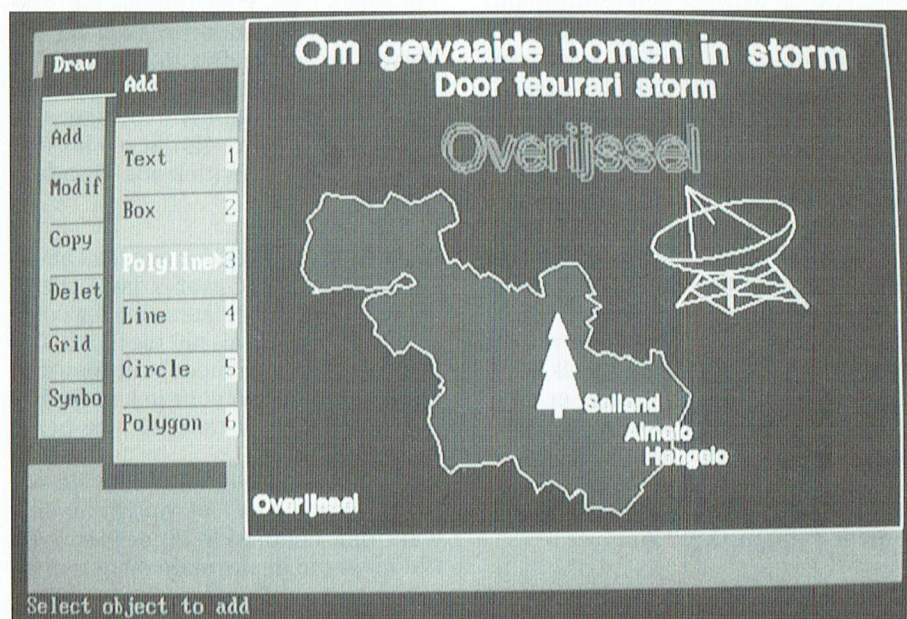 Draw
Add
Modif
Copy
Delet
Grid
Symbo
Add
Text 1
Box 2
Polyline 3
Line 4
Circle 5
Polygon 6
Om gewaaide bomen in storm
Door feburari storm
Overijssel
Salland
Almelo
Hengelo
Overijssel
Select object to add